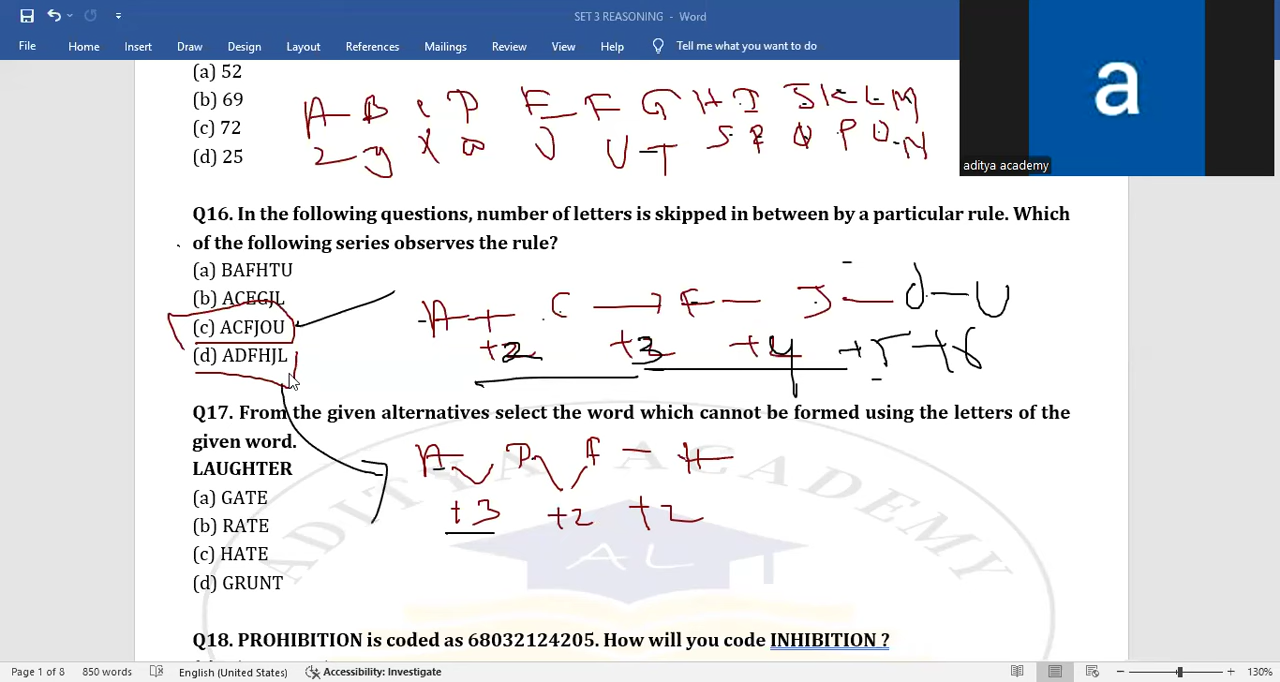 SET 3 REASONING - Word
File Home Insert Draw Design Layout References Mailings Review View Help Tell me what you want to do
a
aditya academy
(a) 52
(b) 69
(c) 72
(d) 25
A B C D E F G H I J K L M
Z Y X W V U T S R Q P O N
Q16. In the following questions, number of letters is skipped in between by a particular rule. Which
of the following series observes the rule?
(a) BAFHTU
(b) ACEGJL
(c) ACFJOU
(d) ADFHJL
A C F J O U
+2 +3 +4 +5 +6
Q17. From the given alternatives select the word which cannot be formed using the letters of the
given word.
LAUGHTER
(a) GATE
(b) RATE
(c) HATE
(d) GRUNT
A D F H
+3 +2 +2
ADITYA ACADEMY
AL
Q18. PROHIBITION is coded as 68032124205. How will you code INHIBITION ?
Page 1 of 8 850 words English (United States) Accessibility: Investigate 130%